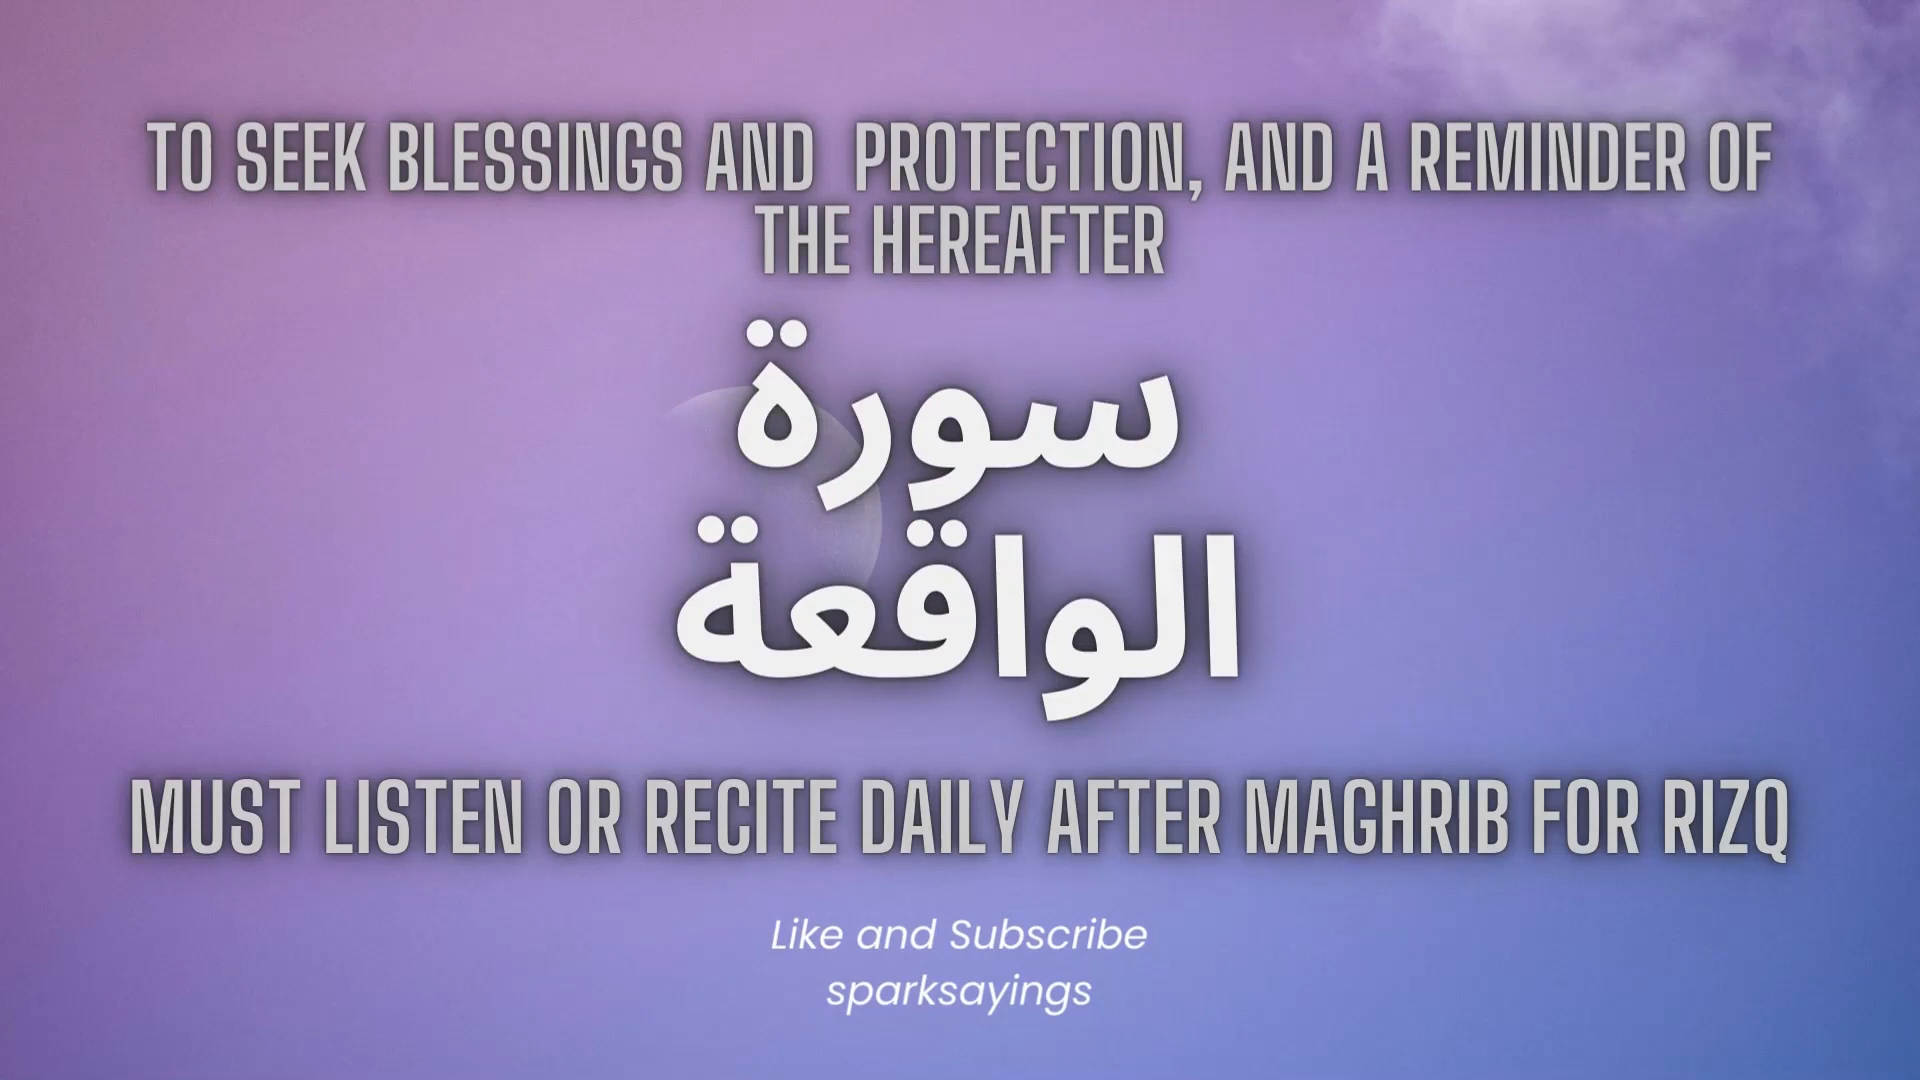 TO SEEK BLESSINGS AND  PROTECTION, AND A REMINDER OF
THE HEREAFTER
سورة
الواقعة
MUST LISTEN OR RECITE DAILY AFTER MAGHRIB FOR RIZQ
Like and Subscribe
sparksayings